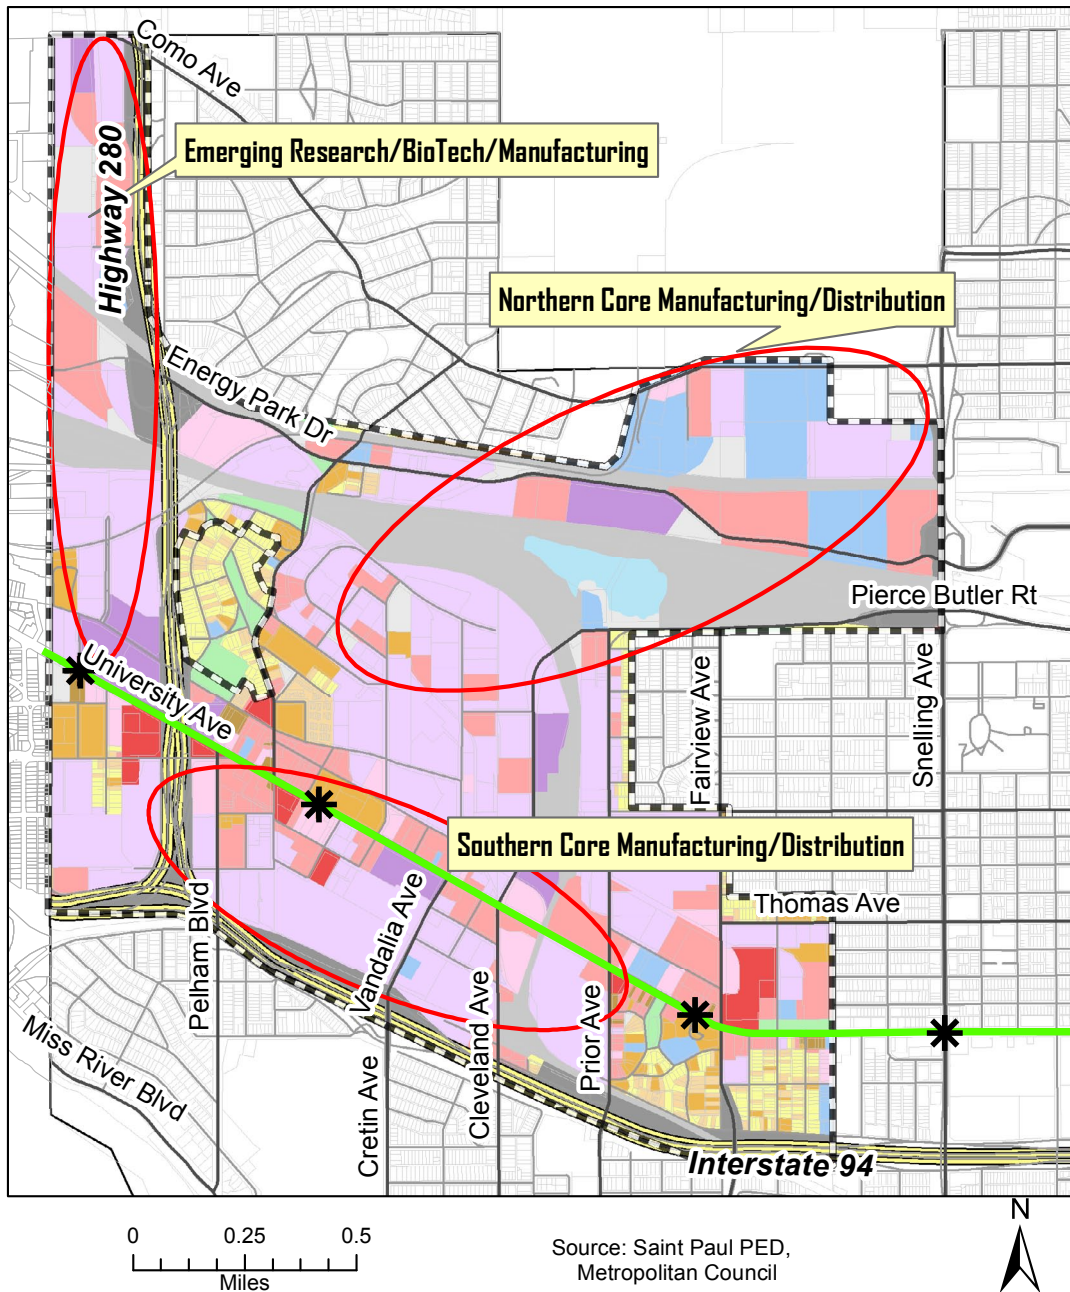 Como Ave
Emerging Research/BioTech/Manufacturing
Highway 280
Northern Core Manufacturing/Distribution
Energy Park Dr
Pierce Butler Rt
University Ave
Fairview Ave
Snelling Ave
Southern Core Manufacturing/Distribution
Thomas Ave
Pelham Blvd
Vandalia Ave
Miss River Blvd
Cretin Ave
Cleveland Ave
Prior Ave
Interstate 94
N
0 0.25 0.5
Miles
Source: Saint Paul PED,
Metropolitan Council